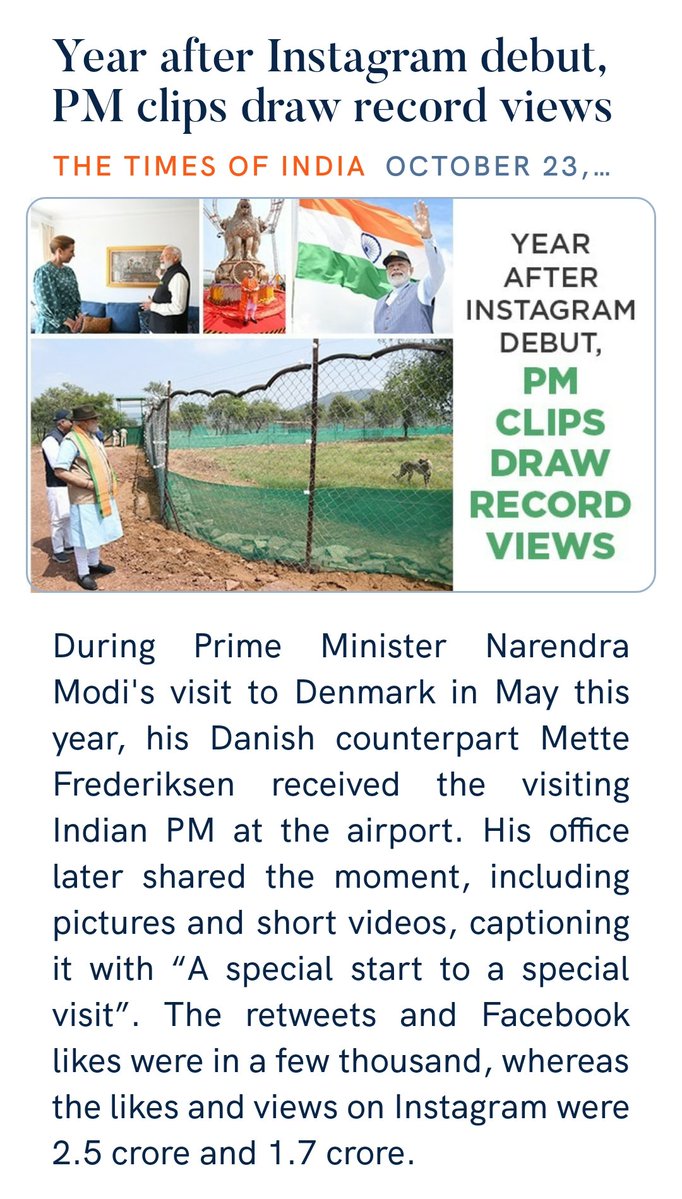 Year after Instagram debut,
PM clips draw record views
THE TIMES OF INDIA OCTOBER 23,...
YEAR
AFTER
INSTAGRAM
DEBUT,
PM
CLIPS
DRAW
RECORD
VIEWS
During Prime Minister Narendra
Modi's visit to Denmark in May this
year, his Danish counterpart Mette
Frederiksen received the visiting
Indian PM at the airport. His office
later shared the moment, including
pictures and short videos, captioning
it with “A special start to a special
visit”. The retweets and Facebook
likes were in a few thousand, whereas
the likes and views on Instagram were
2.5 crore and 1.7 crore.